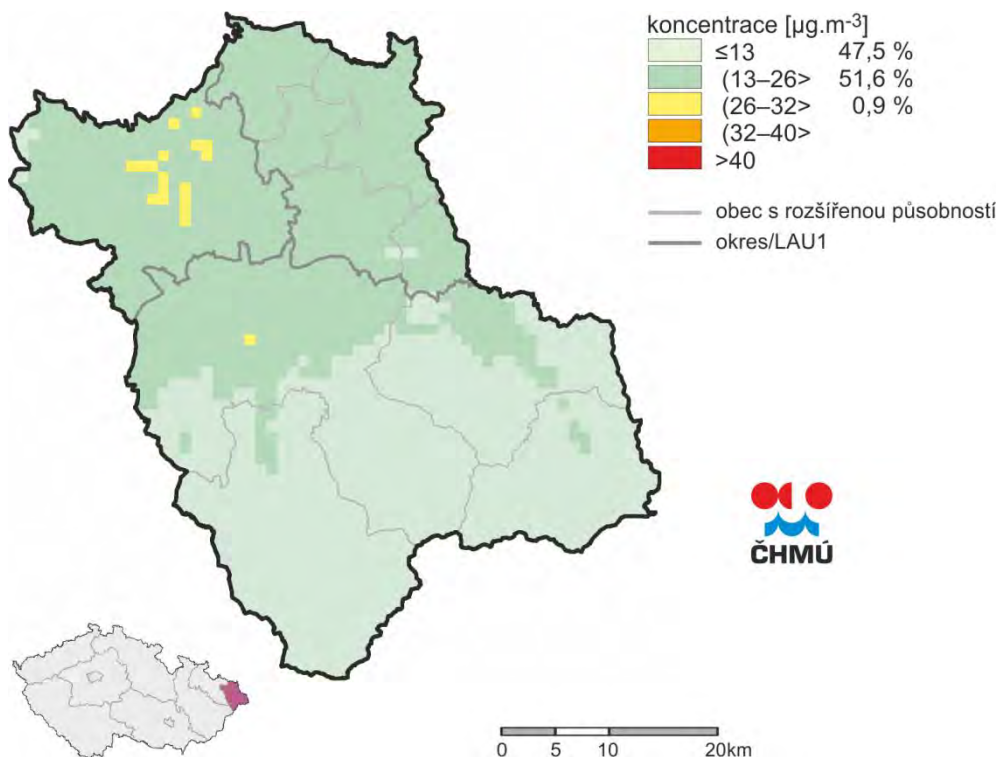 koncentrace [µg.m-3]
≤13 47,5 %
(13–26> 51,6 %
(26–32> 0,9 %
(32–40>
>40
obec s rozšířenou působností
okres/LAU1
ČHMÚ
0 5 10 20km